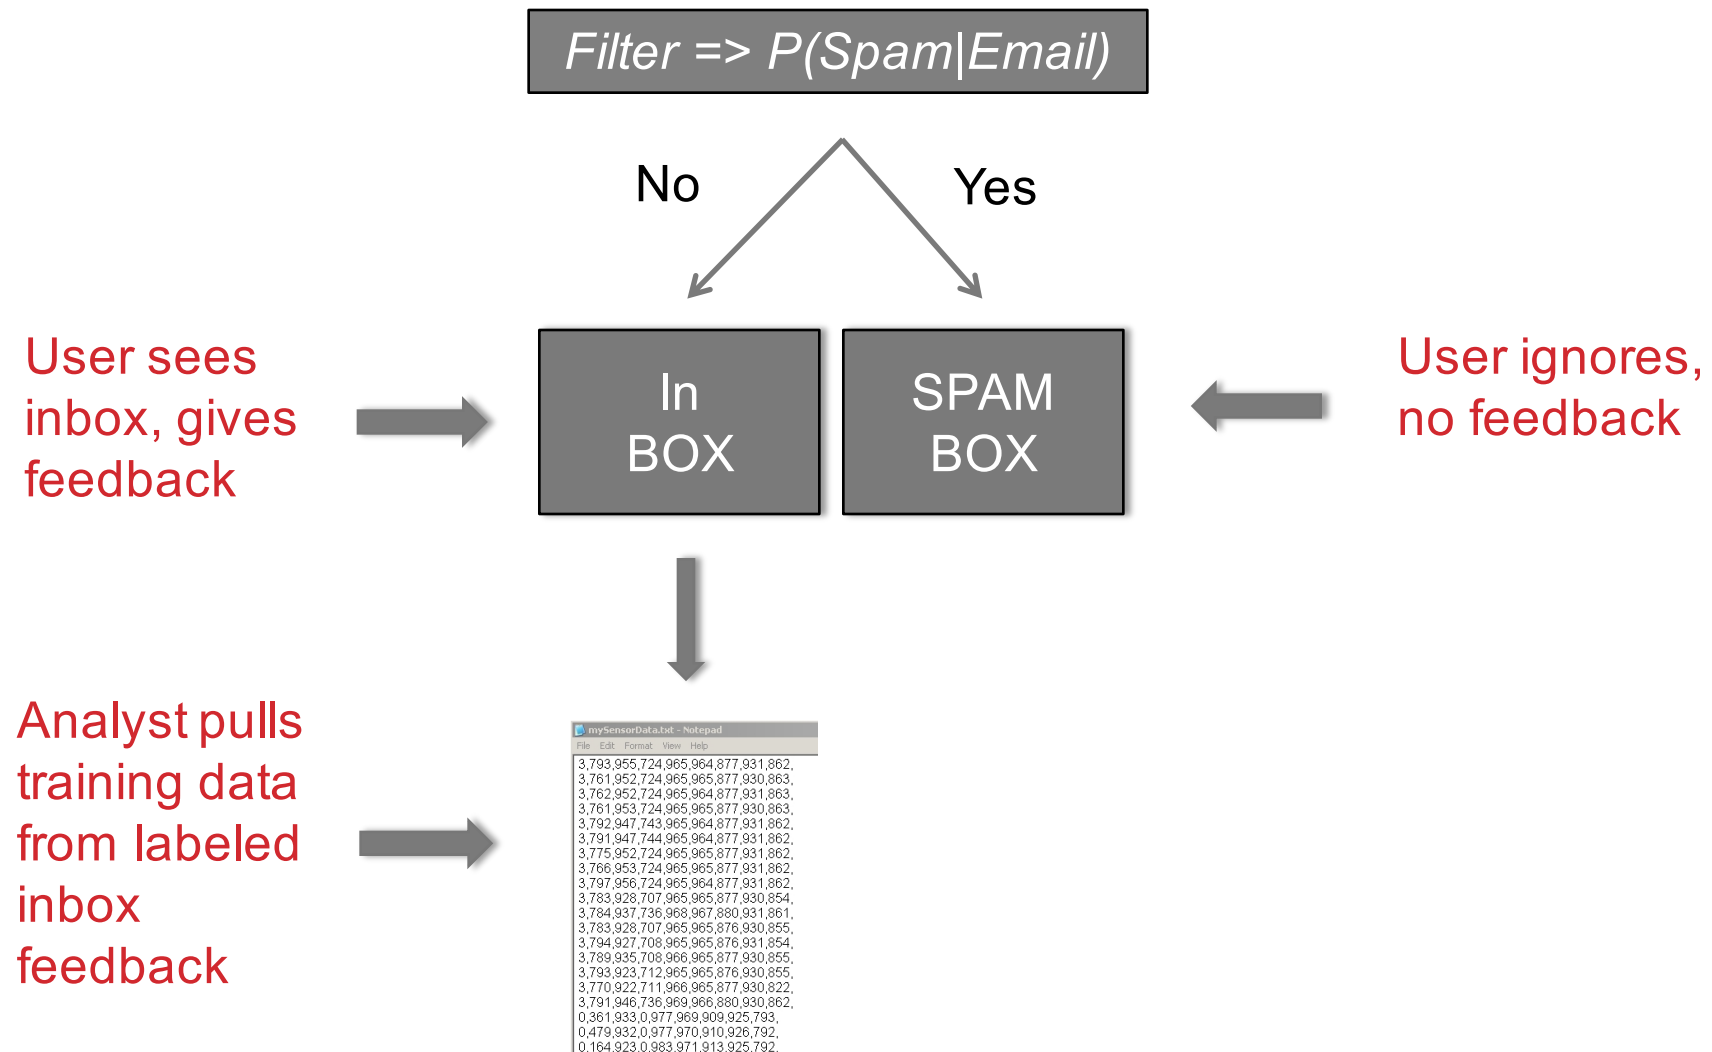 Filter => P(Spam|Email)
No
Yes
User sees
inbox, gives
feedback
In
BOX
SPAM
BOX
User ignores,
no feedback
Analyst pulls
training data
from labeled
inbox
feedback
mySensorData.txt - Notepad
File Edit Format View Help
3,793,955,724,965,964,877,931,862,
3,761,952,724,965,965,877,930,863,
3,762,952,724,965,964,877,931,863,
3,761,953,724,965,965,877,930,863,
3,792,947,743,965,964,877,931,862,
3,791,947,744,965,964,877,931,862,
3,775,952,724,965,965,877,931,862,
3,766,953,724,965,965,877,931,862,
3,797,956,724,965,964,877,931,862,
3,783,928,707,965,965,877,930,854,
3,784,937,736,968,967,880,931,861,
3,783,928,707,965,965,876,930,855,
3,794,927,708,965,965,876,931,854,
3,789,935,708,966,965,877,930,855,
3,793,923,712,965,965,876,930,855,
3,770,922,711,966,965,877,930,822,
3,791,946,736,969,966,880,930,862,
0,361,933,0,977,969,909,925,793,
0,479,932,0,977,970,910,926,792,
0,164,923,0,983,971,913,925,792,